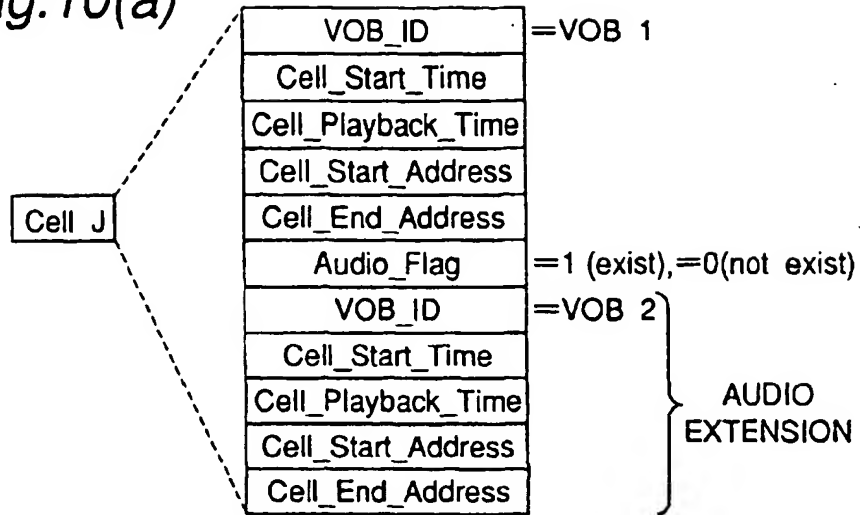 ig. 10(a)
VOB_ID =VOB 1
Cell_Start_Time
Cell_Playback_Time
Cell_Start_Address
Cell J
Cell_End_Address
Audio_Flag =1 (exist),=0(not exist)
VOB_ID =VOB 2
Cell_Start_Time
Cell_Playback_Time
AUDIO
EXTENSION
Cell_Start_Address
Cell_End_Address